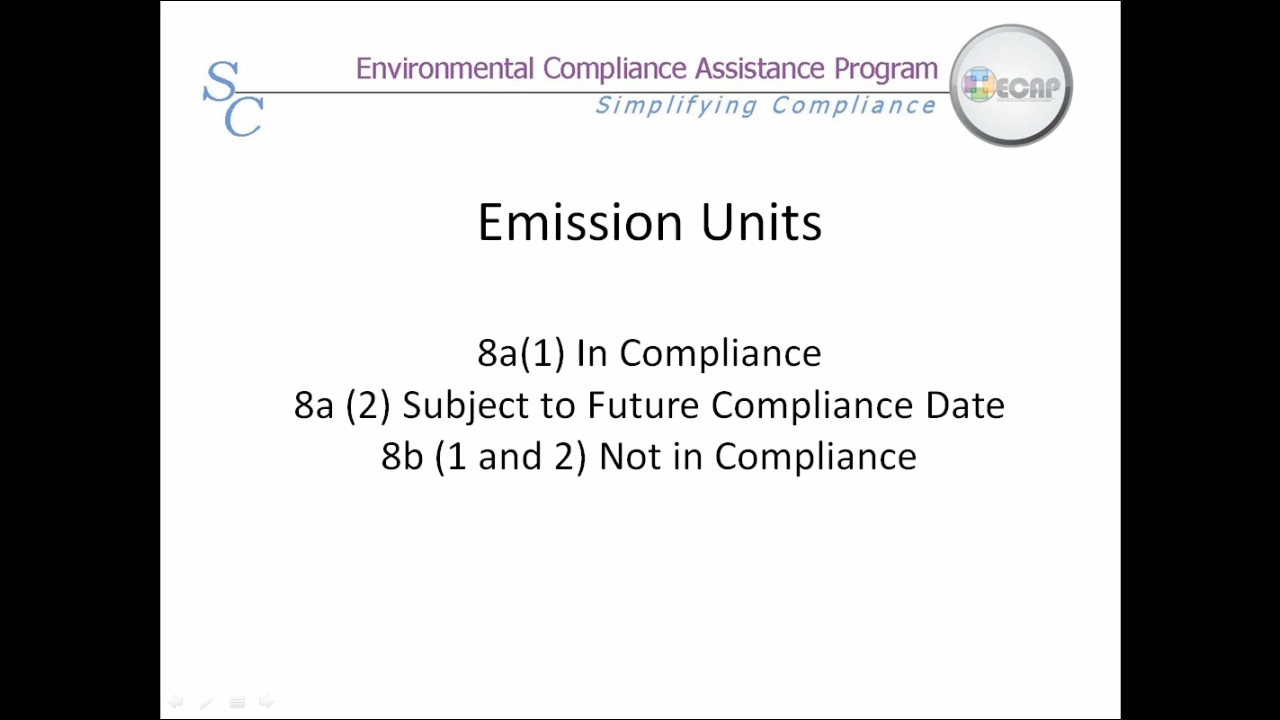 Environmental Compliance Assistance Program
SC
Simplifying Compliance
ECAP
Emission Units
8a(1) In Compliance
8a (2) Subject to Future Compliance Date
8b (1 and 2) Not in Compliance